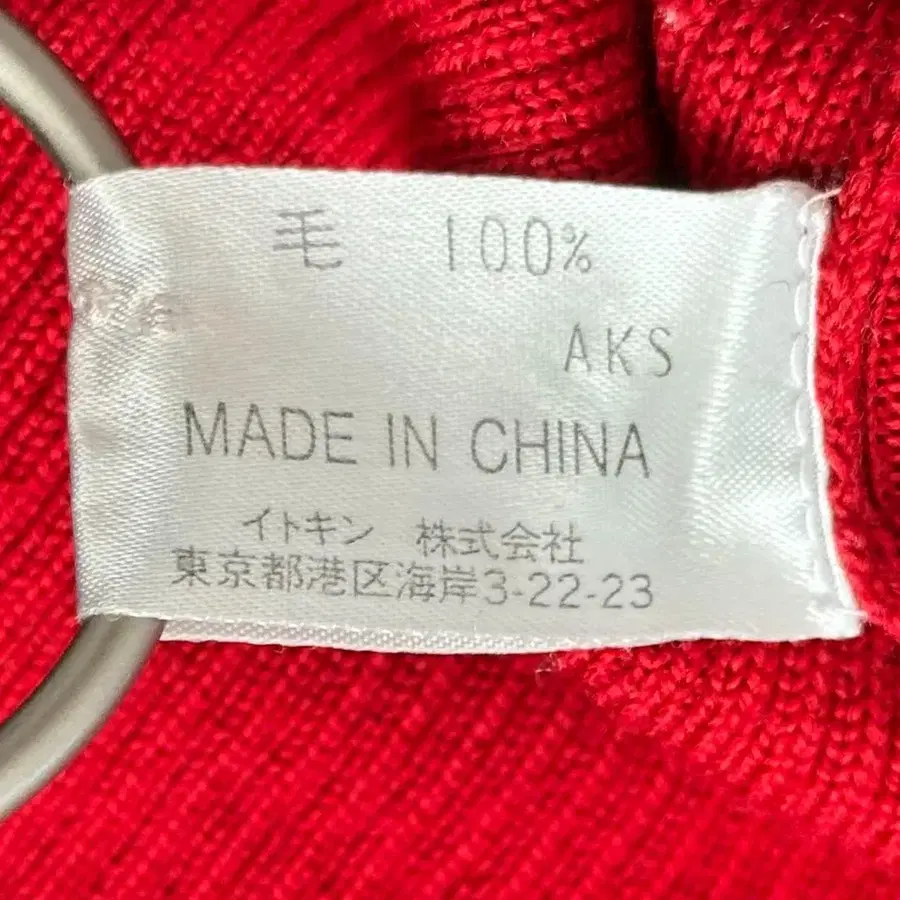 毛 100%
AKS
MADE IN CHINA
イトキン 株式会社
東京都港区海岸3-22-23